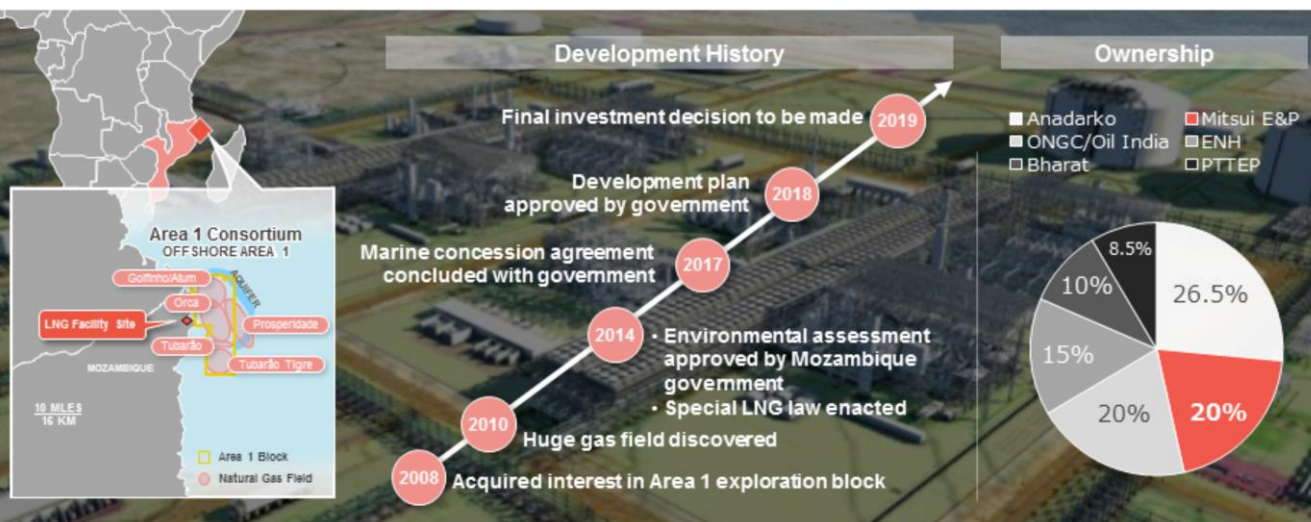 Development History
Ownership
2019
Final investment decision to be made
2018
Development plan
approved by government
2017
Marine concession agreement
concluded with government
2014
• Environmental assessment
approved by Mozambique
government
• Special LNG law enacted
2010
Huge gas field discovered
2008
Acquired interest in Area 1 exploration block
Anadarko
Mitsui E&P
ONGC/Oil India
ENH
Bharat
PTTEP
26.5%
20%
20%
15%
10%
8.5%
Area 1 Consortium
OFFSHORE AREA 1
Golfinho/Atum
AQUIFER
Orca
LNG Facility Site
Prosperidade
Tubarão
Tubarão Tigre
MOZAMBIQUE
10 MLES
16 KM
Area 1 Block
Natural Gas Field